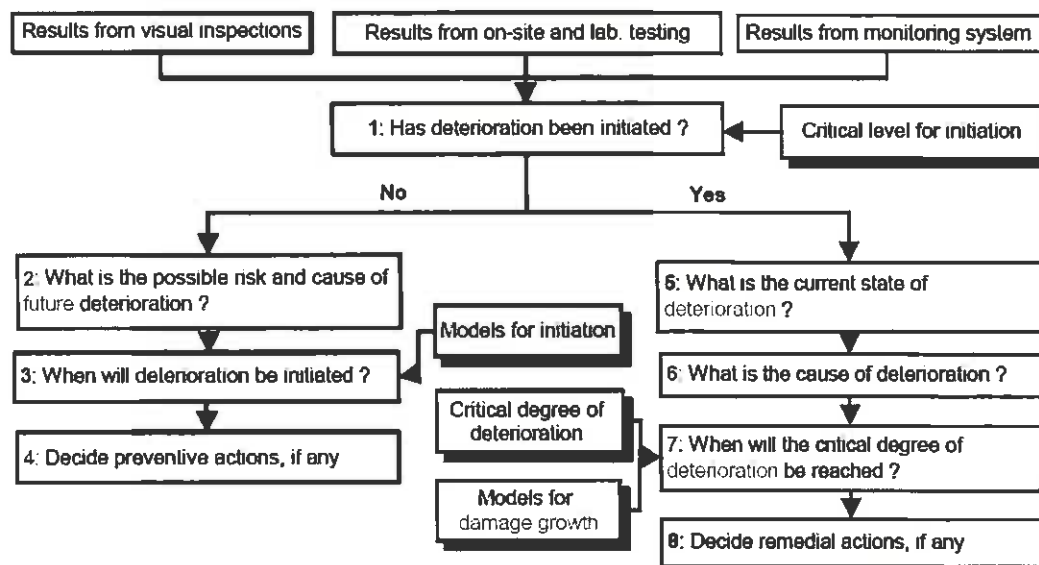 Results from visual inspections
Results from on-site and lab. testing
Results from monitoring system
1: Has deterioration been initiated ?
Critical level for initiation
No
Yes
2: What is the possible risk and cause of
future deterioration ?
5: What is the current state of
deterioration ?
Models for initiation
3: When will deterioration be initiated ?
6: What is the cause of deterioration ?
Critical degree of
deterioration
4: Decide preventive actions, if any
7: When will the critical degree of
deterioration be reached ?
Models for
damage growth
8: Decide remedial actions, if any